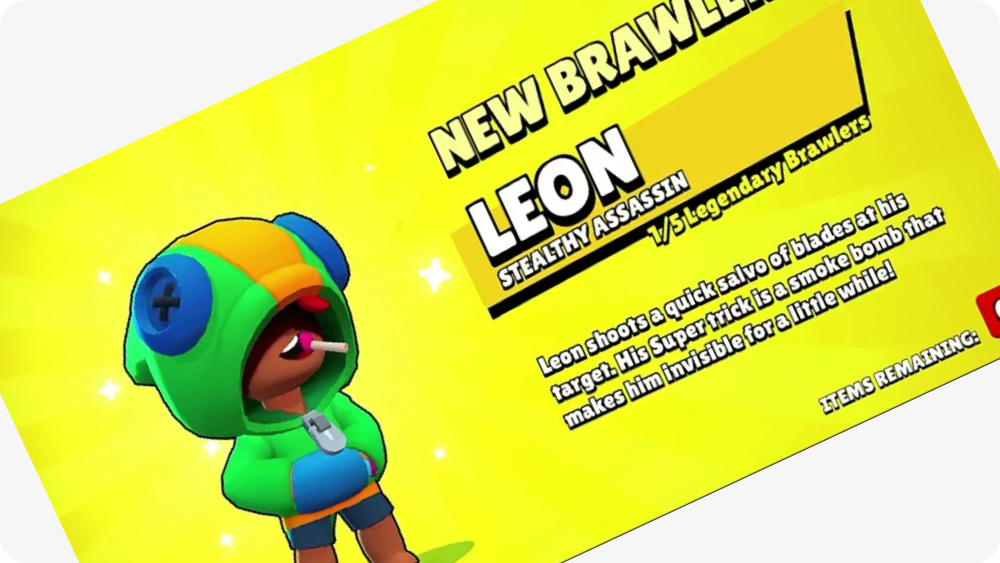 NEW BRAWLER
LEON
STEALTHY ASSASSIN
1/5 Legendary Brawlers
Leon shoots a quick salvo of blades at his
target. His Super trick is a smoke bomb that
makes him invisible for a little while!
ITEMS REMAINING: